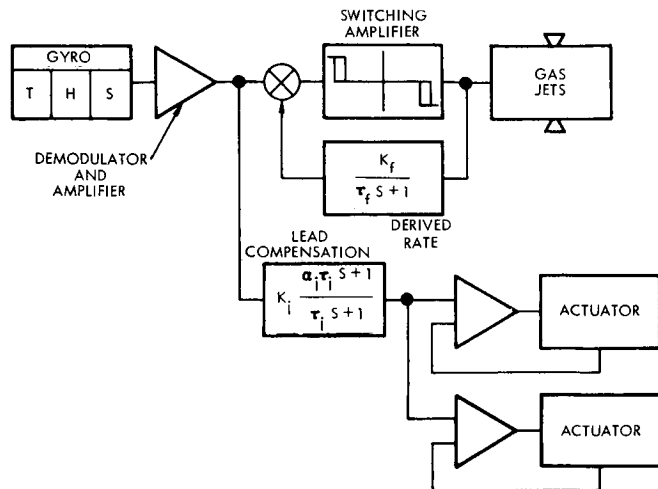 SWITCHING
AMPLIFIER
GYRO
T H S
GAS
JETS
DEMODULATOR
AND
AMPLIFIER
K_f
τ_f S + 1
DERIVED
RATE
LEAD
COMPENSATION
K_i α_i τ_i S + 1
τ_i S + 1
ACTUATOR
ACTUATOR